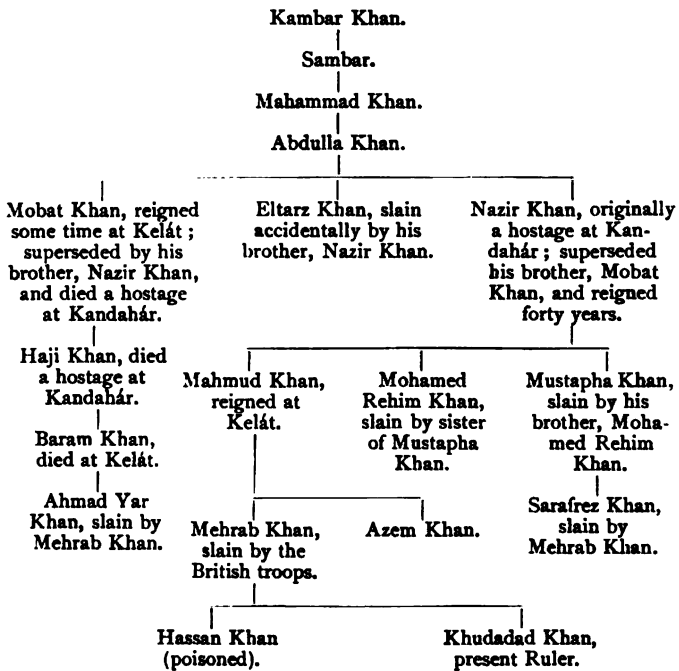 Kambar Khan.
Sambar.
Mahammad Khan.
Abdulla Khan.
Mobat Khan, reigned
some time at Kelát ;
superseded by his
brother, Nazir Khan,
and died a hostage
at Kandahár.
Eltarz Khan, slain
accidentally by his
brother, Nazir Khan.
Nazir Khan, originally
a hostage at Kan-
dahár ; superseded
his brother, Mobat
Khan, and reigned
forty years.
Haji Khan, died
a hostage at
Kandahár.
Mahmud Khan,
reigned at
Kelát.
Mohamed
Rehim Khan,
slain by sister
of Mustapha
Khan.
Mustapha Khan,
slain by his
brother, Moha-
med Rehim
Khan.
Baram Khan,
died at Kelát.
Ahmad Yar
Khan, slain by
Mehrab Khan.
Mehrab Khan,
slain by the
British troops.
Azem Khan.
Sarafrez Khan,
slain by
Mehrab Khan.
Hassan Khan
(poisoned).
Khudadad Khan,
present Ruler.